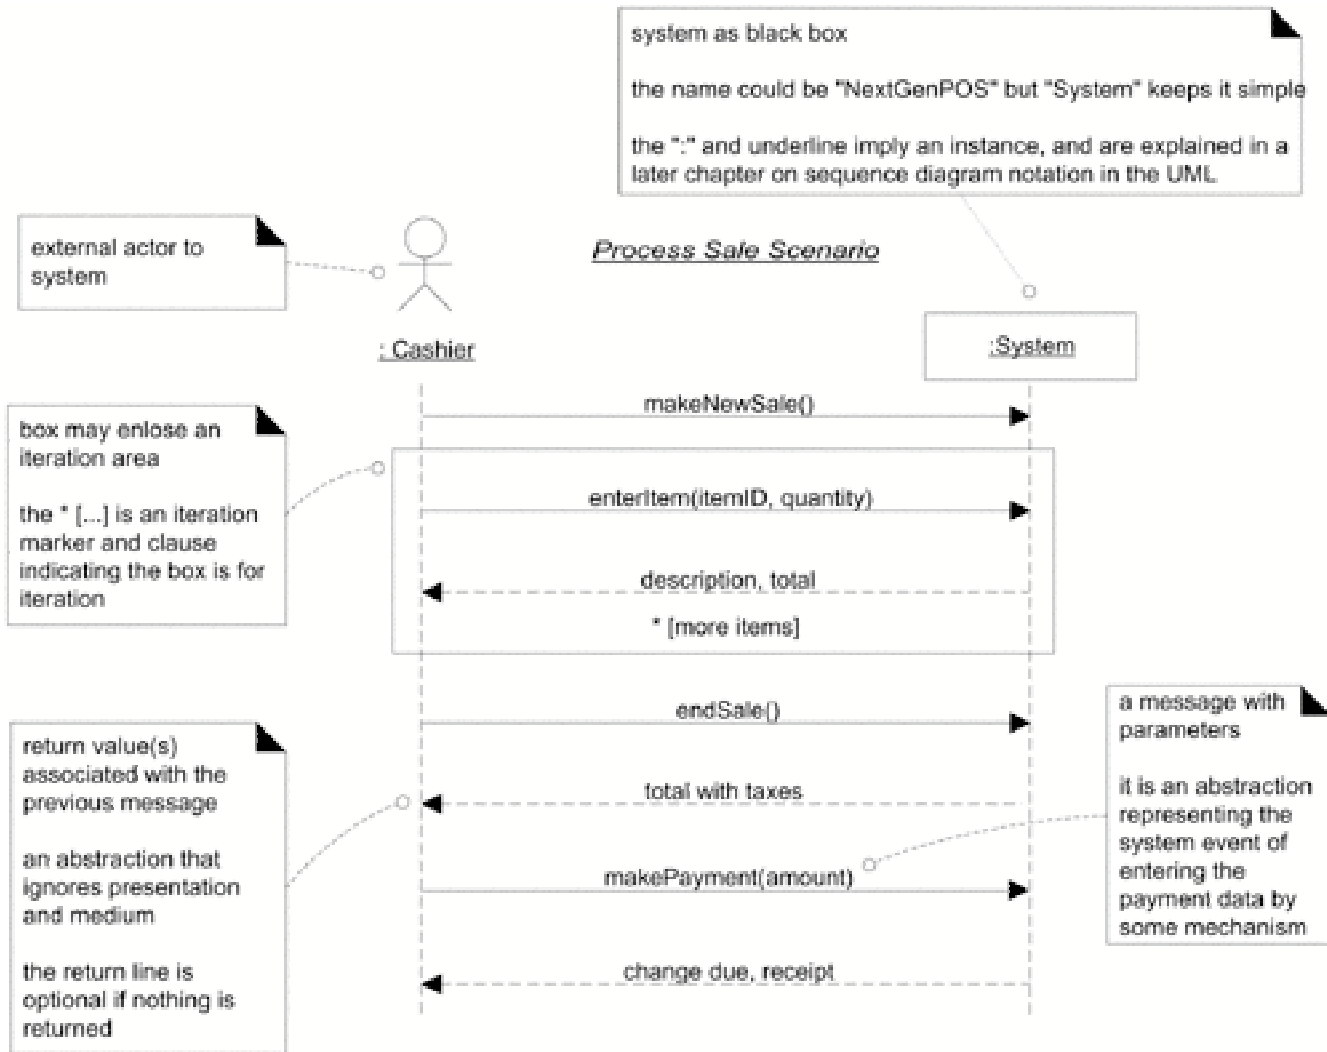 system as black box
the name could be "NextGenPOS" but "System" keeps it simple
the ":" and underline imply an instance, and are explained in a
later chapter on sequence diagram notation in the UML
external actor to
system
Process Sale Scenario
: Cashier
:System
makeNewSale()
box may enlose an
iteration area
the * [...] is an iteration
marker and clause
indicating the box is for
iteration
enterItem(itemID, quantity)
description, total
* [more items]
endSale()
a message with
parameters
it is an abstraction
representing the
system event of
entering the
payment data by
some mechanism
return value(s)
associated with the
previous message
an abstraction that
ignores presentation
and medium
the return line is
optional if nothing is
returned
total with taxes
makePayment(amount)
change due, receipt